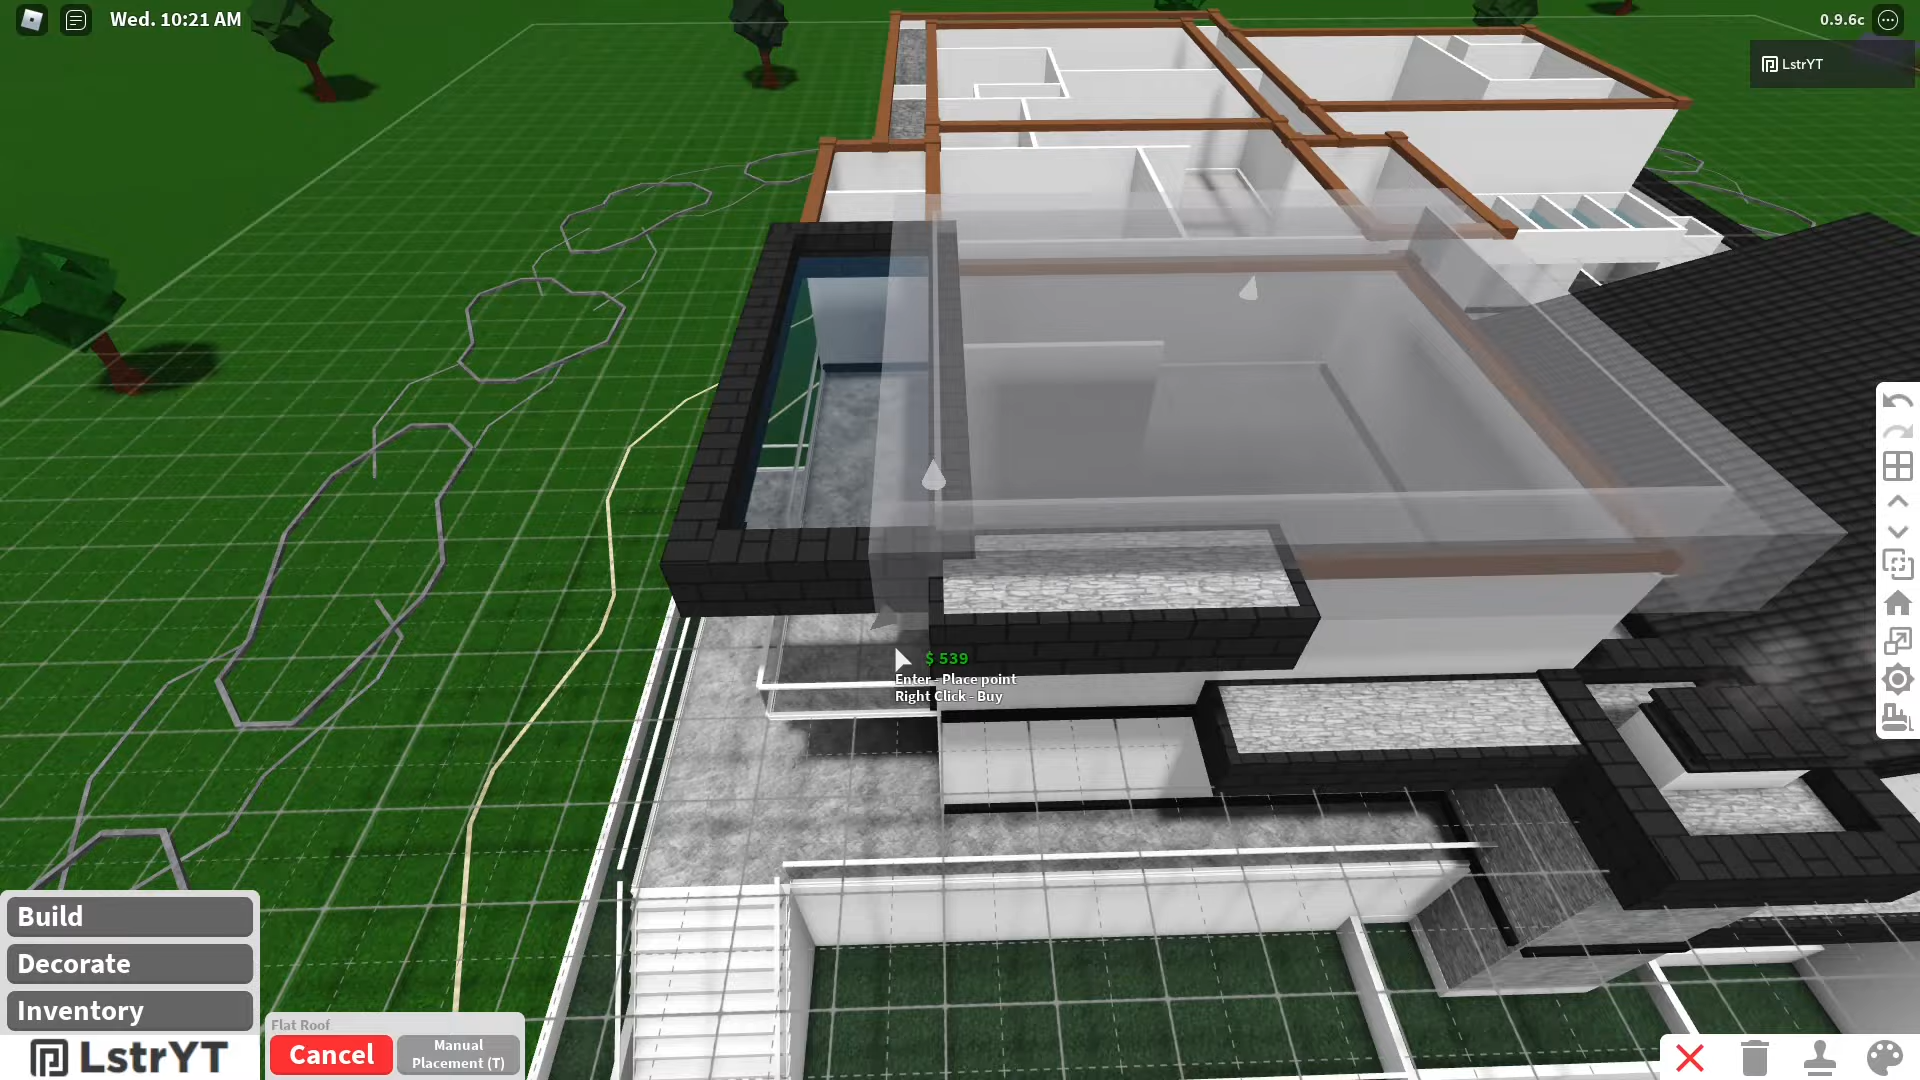 Wed. 10:21 AM
0.9.6c
LstrYT
$ 539
Enter - Place point
Right Click - Buy
Build
Decorate
Inventory
LstrYT
Flat Roof
Cancel
Manual
Placement (T)